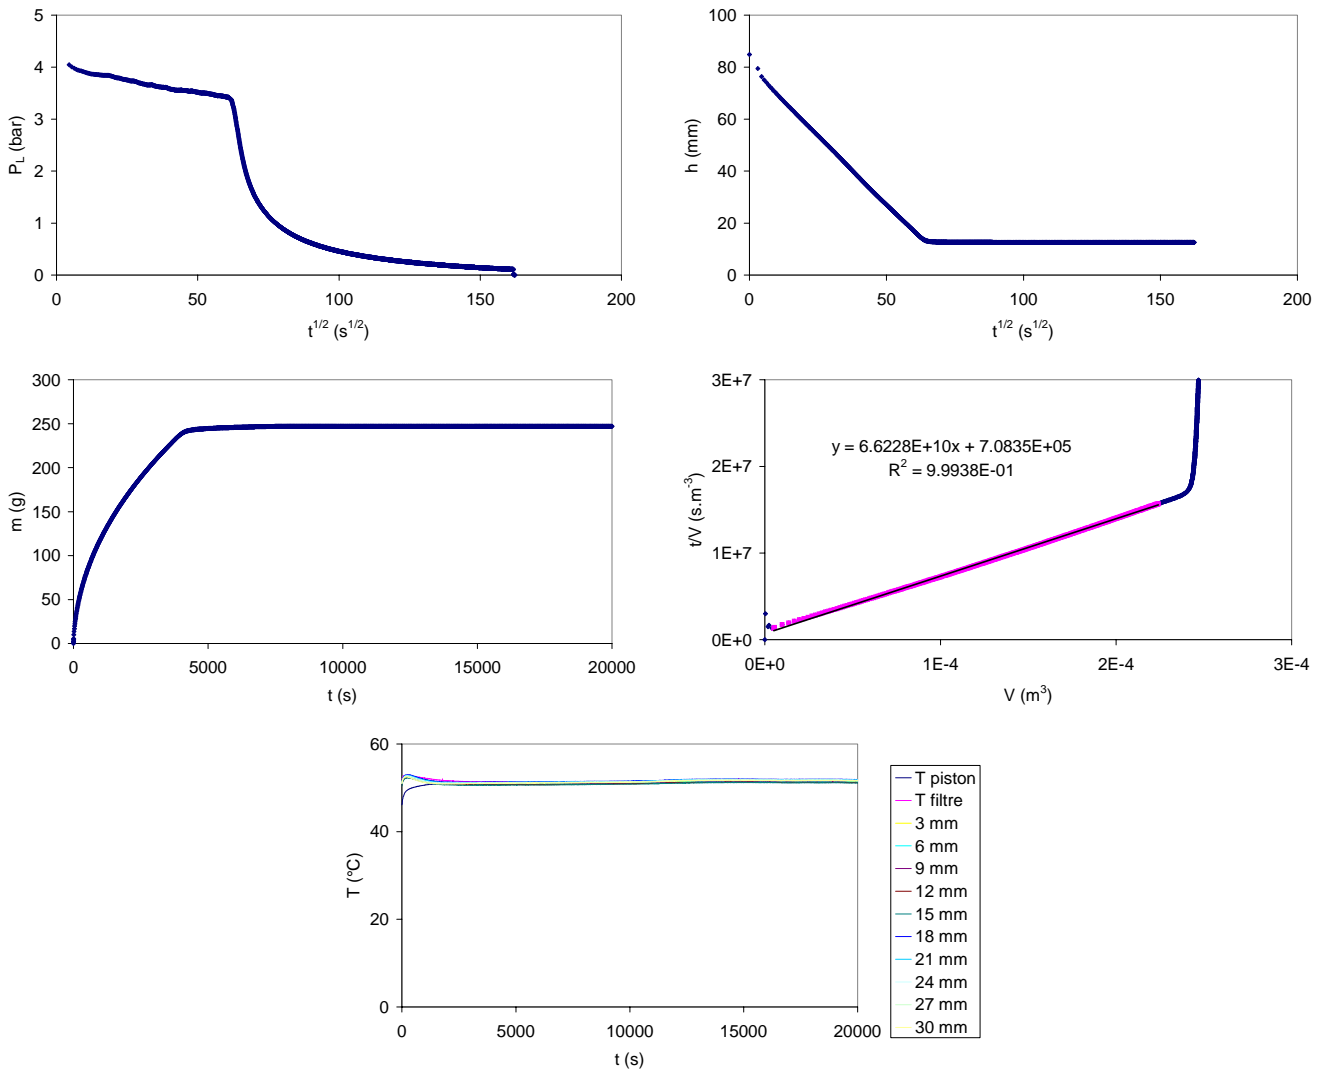 5
4
3
2
1
0
P_L (bar)
0 50 100 150 200
t^1/2 (s^1/2)
100
80
60
40
20
0
h (mm)
0 50 100 150 200
t^1/2 (s^1/2)
300
250
200
150
100
50
0
m (g)
0 5000 10000 15000 20000
t (s)
3E+7
2E+7
1E+7
0E+0
t/V (s.m^-3)
y = 6.6228E+10x + 7.0835E+05
R^2 = 9.9938E-01
0E+0 1E-4 2E-4 3E-4
V (m^3)
60
40
20
0
T (°C)
0 5000 10000 15000 20000
t (s)
T piston
T filtre
3 mm
6 mm
9 mm
12 mm
15 mm
18 mm
21 mm
24 mm
27 mm
30 mm